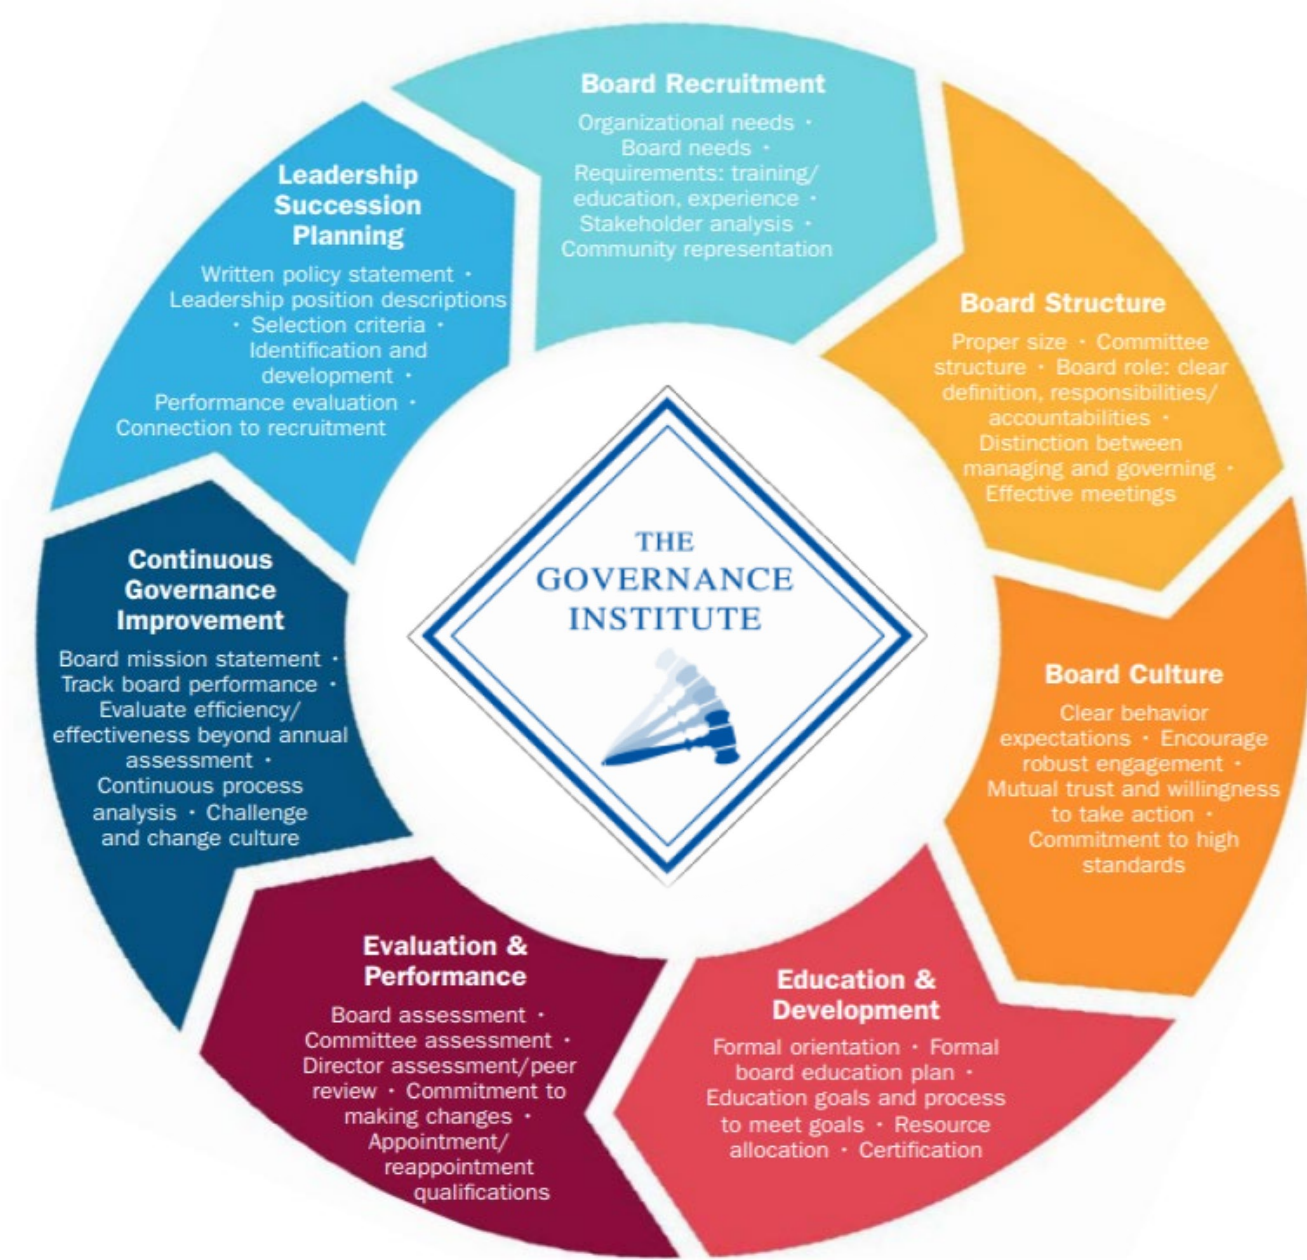 Board Recruitment
Organizational needs •
Board needs •
Requirements: training/
education, experience •
Stakeholder analysis •
Community representation
Board Structure
Proper size • Committee
structure • Board role: clear
definition, responsibilities/
accountabilities •
Distinction between
managing and governing •
Effective meetings
Board Culture
Clear behavior
expectations • Encourage
robust engagement •
Mutual trust and willingness
to take action •
Commitment to high
standards
Education &
Development
Formal orientation • Formal
board education plan •
Education goals and process
to meet goals • Resource
allocation • Certification
Evaluation &
Performance
Board assessment •
Committee assessment •
Director assessment/peer
review • Commitment to
making changes •
Appointment/
reappointment
qualifications
Continuous
Governance
Improvement
Board mission statement •
Track board performance •
Evaluate efficiency/
effectiveness beyond annual
assessment •
Continuous process
analysis • Challenge
and change culture
Leadership
Succession
Planning
Written policy statement •
Leadership position descriptions
• Selection criteria •
Identification and
development •
Performance evaluation •
Connection to recruitment
THE
GOVERNANCE
INSTITUTE